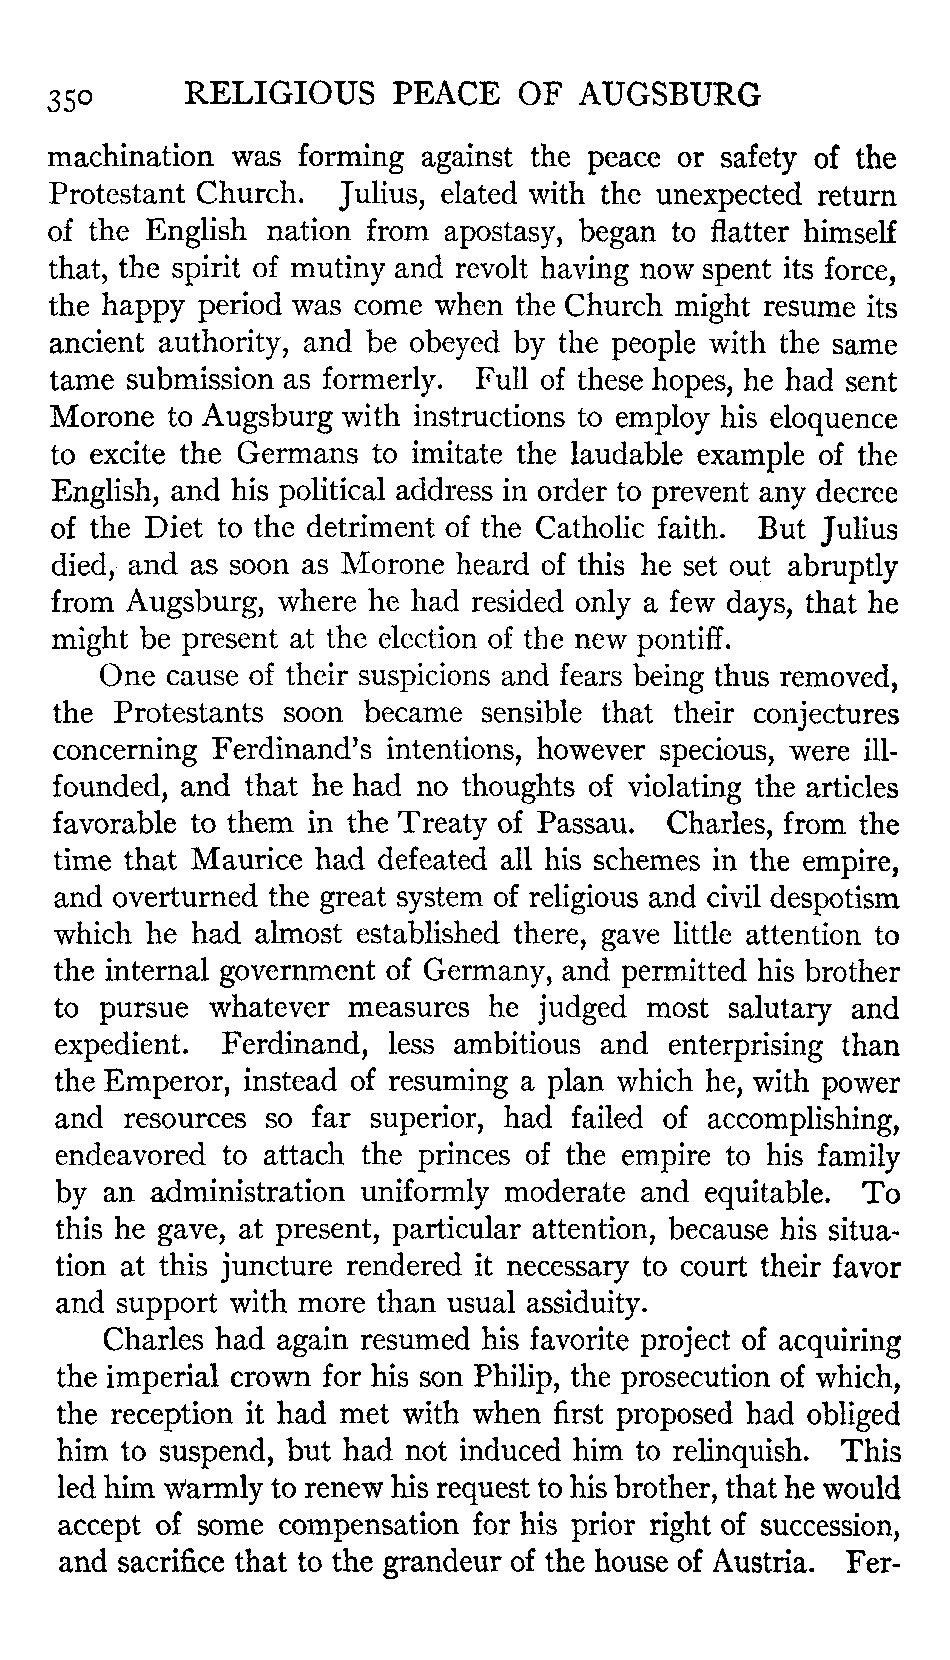 350 RELIGIOUS PEACE OF AUGSBURG
machination was forming against the peace or safety of the
Protestant Church. Julius, elated with the unexpected return
of the English nation from apostasy, began to flatter himself
that, the spirit of mutiny and revolt having now spent its force,
the happy period was come when the Church might resume its
ancient authority, and be obeyed by the people with the same
tame submission as formerly. Full of these hopes, he had sent
Morone to Augsburg with instructions to employ his eloquence
to excite the Germans to imitate the laudable example of the
English, and his political address in order to prevent any decree
of the Diet to the detriment of the Catholic faith. But Julius
died, and as soon as Morone heard of this he set out abruptly
from Augsburg, where he had resided only a few days, that he
might be present at the election of the new pontiff.
One cause of their suspicions and fears being thus removed,
the Protestants soon became sensible that their conjectures
concerning Ferdinand's intentions, however specious, were ill-
founded, and that he had no thoughts of violating the articles
favorable to them in the Treaty of Passau. Charles, from the
time that Maurice had defeated all his schemes in the empire,
and overturned the great system of religious and civil despotism
which he had almost established there, gave little attention to
the internal government of Germany, and permitted his brother
to pursue whatever measures he judged most salutary and
expedient. Ferdinand, less ambitious and enterprising than
the Emperor, instead of resuming a plan which he, with power
and resources so far superior, had failed of accomplishing,
endeavored to attach the princes of the empire to his family
by an administration uniformly moderate and equitable. To
this he gave, at present, particular attention, because his situa-
tion at this juncture rendered it necessary to court their favor
and support with more than usual assiduity.
Charles had again resumed his favorite project of acquiring
the imperial crown for his son Philip, the prosecution of which,
the reception it had met with when first proposed had obliged
him to suspend, but had not induced him to relinquish. This
led him warmly to renew his request to his brother, that he would
accept of some compensation for his prior right of succession,
and sacrifice that to the grandeur of the house of Austria. Fer-